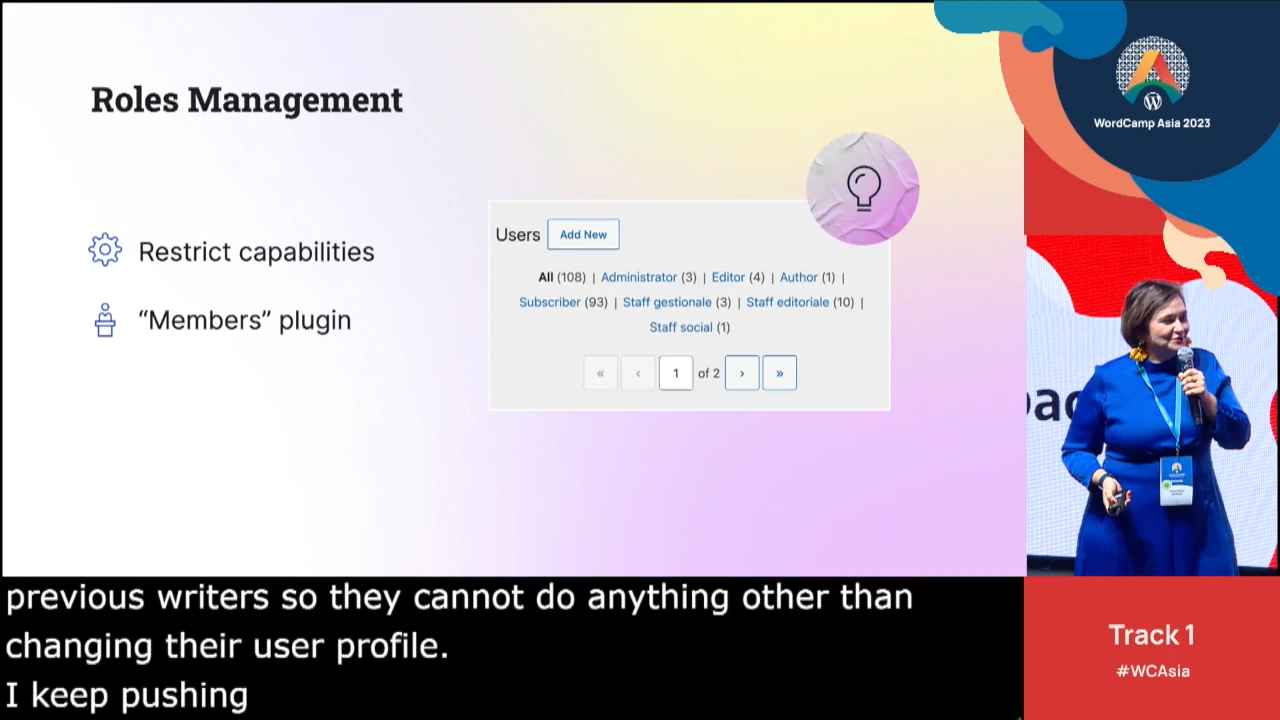 Roles Management
Restrict capabilities
“Members” plugin
Users Add New
All (108) | Administrator (3) | Editor (4) | Author (1) |
Subscriber (93) | Staff gestionale (3) | Staff editoriale (10) |
Staff social (1)
« ‹ 1 of 2 › »
WordCamp Asia 2023
previous writers so they cannot do anything other than
changing their user profile.
I keep pushing
Track 1
#WCAsia